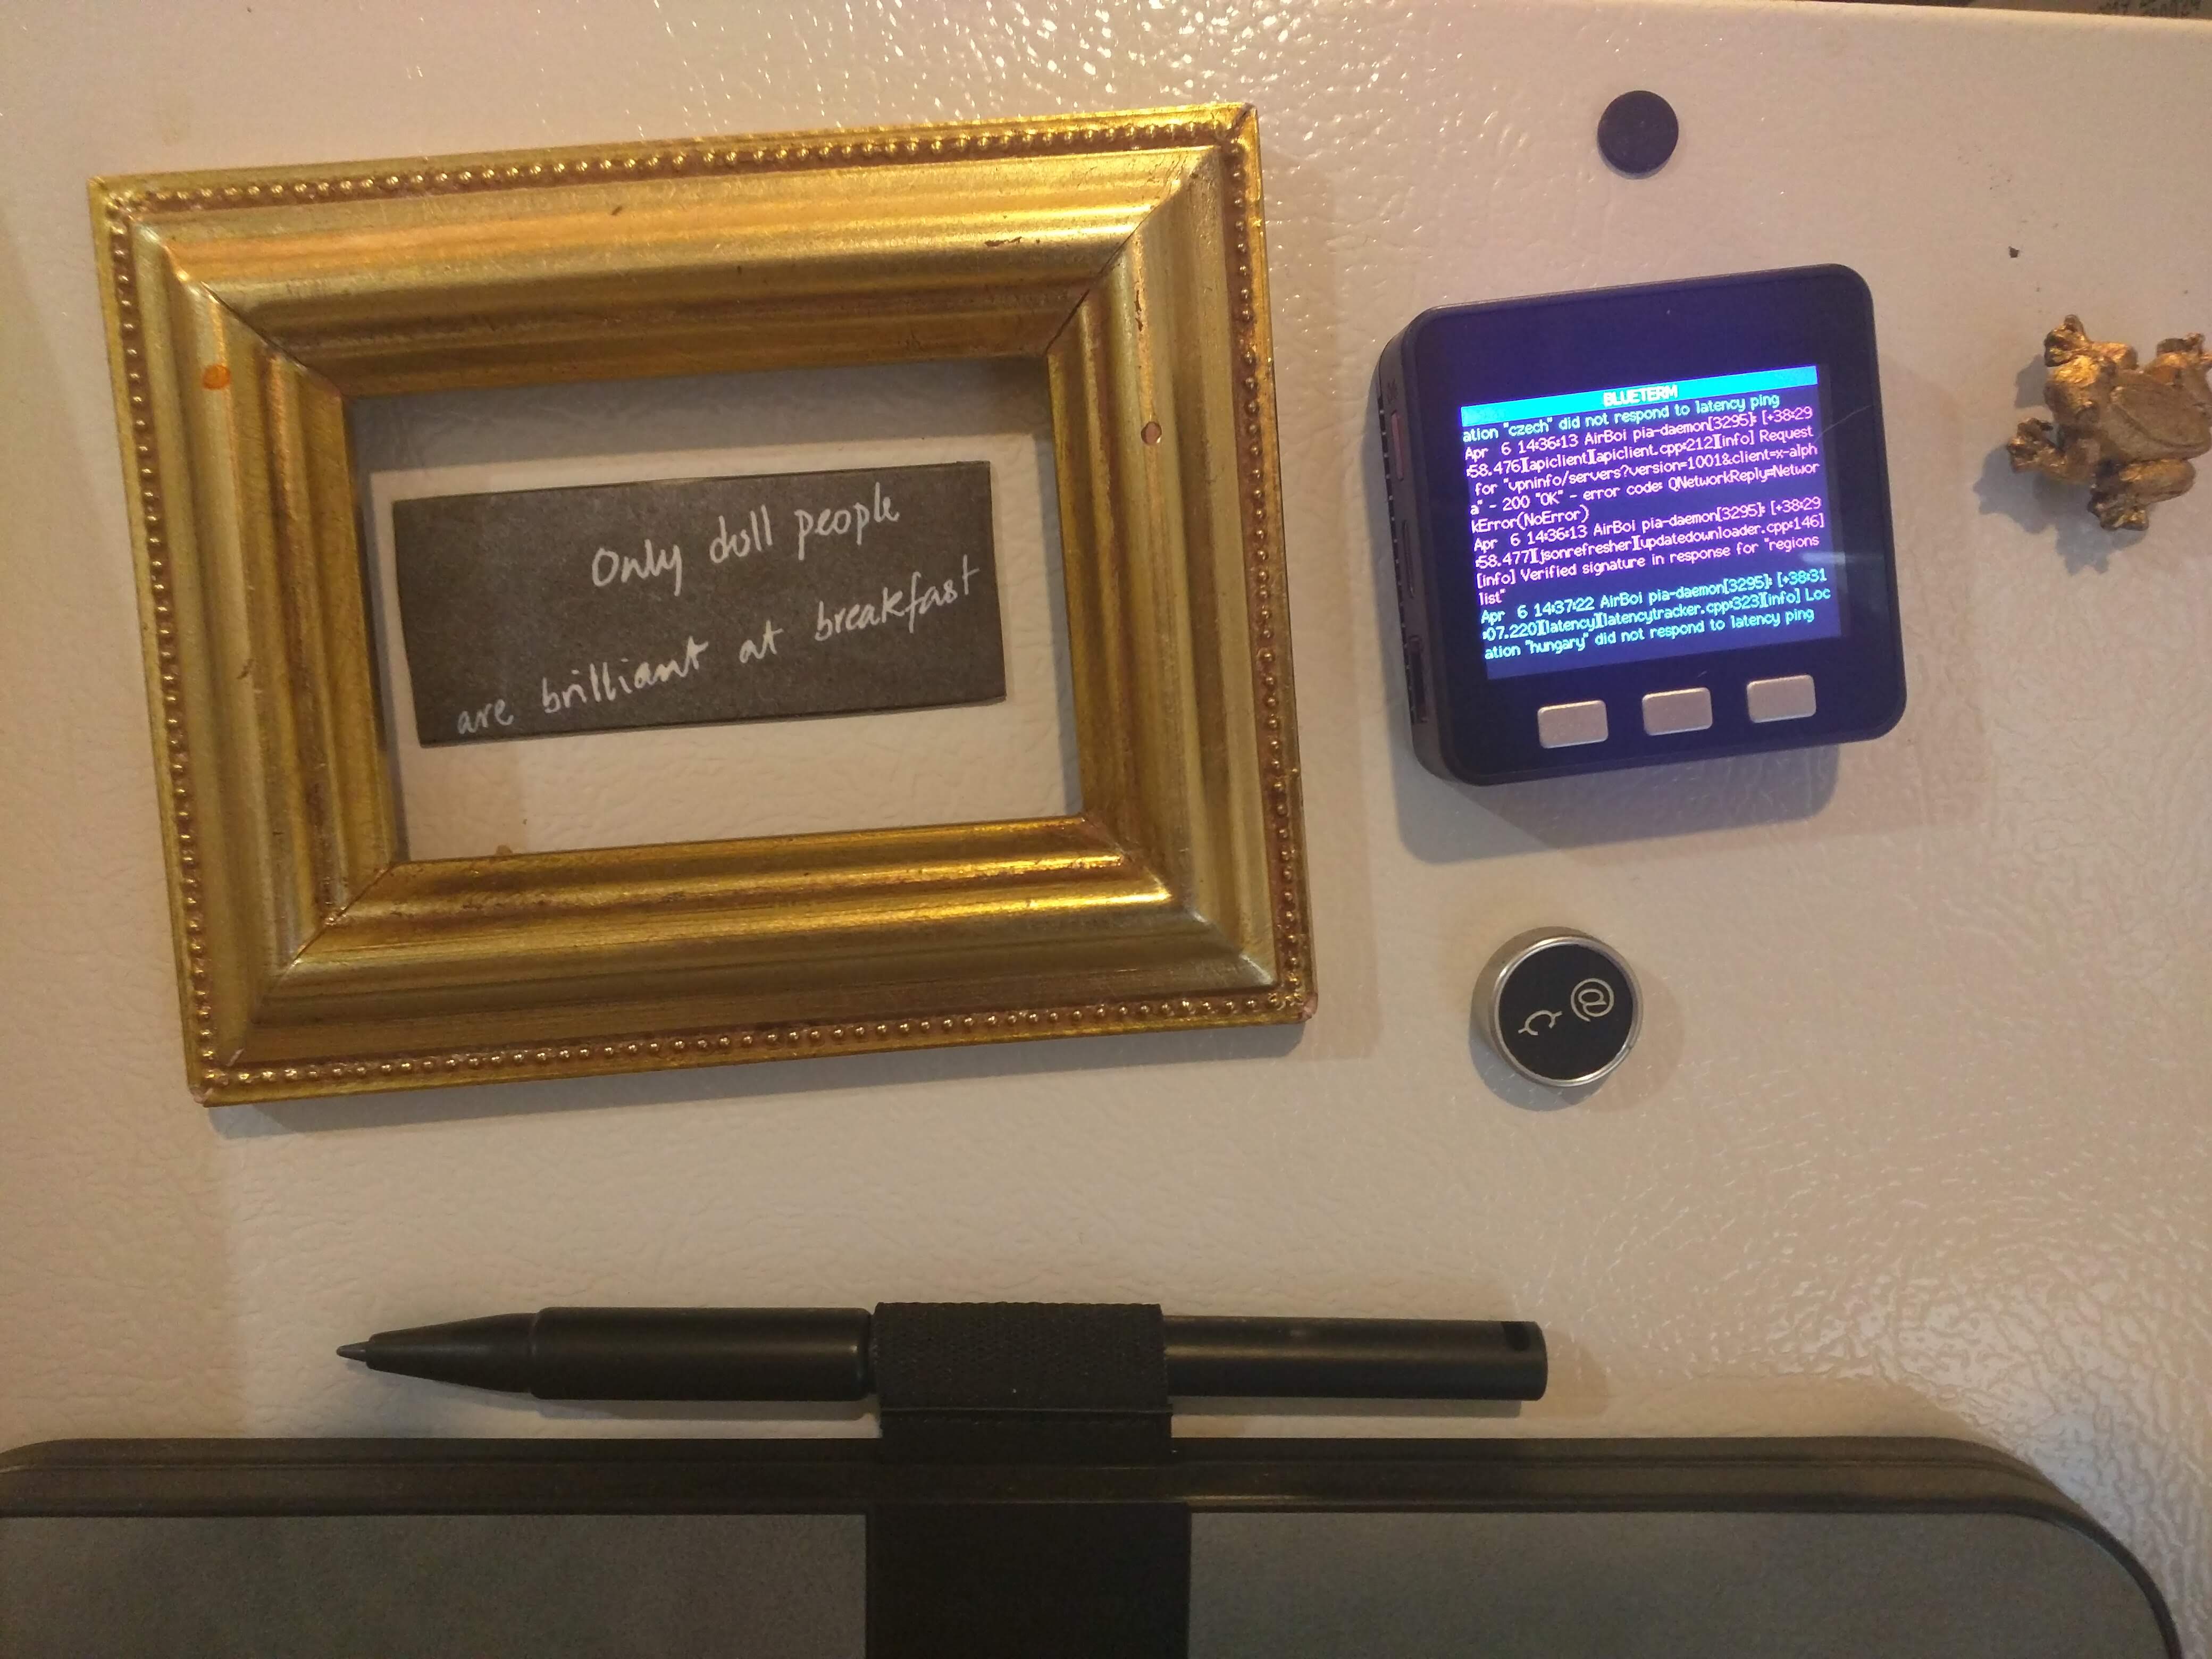 Only dull people
are brilliant at breakfast
BLUETERM
ation "czech" did not respond to latency ping
Apr 6 14:36:13 AirBoi pia-daemon[3295]: [+38:29
:58.476][apiclient][apiclient.cpp:212][info] Request
for "vpninfo/servers?version=1001&client=x-alph
a" - 200 "OK" - error code: QNetworkReply=Networ
kError(NoError)
Apr 6 14:36:13 AirBoi pia-daemon[3295]: [+38:29
:58.477][jsonrefresher][updatedownloader.cpp:146]
[info] Verified signature in response for "regions
list"
Apr 6 14:37:22 AirBoi pia-daemon[3295]: [+38:31
:07.220][latency][latencytracker.cpp:323][info] Loc
ation "hungary" did not respond to latency ping
@